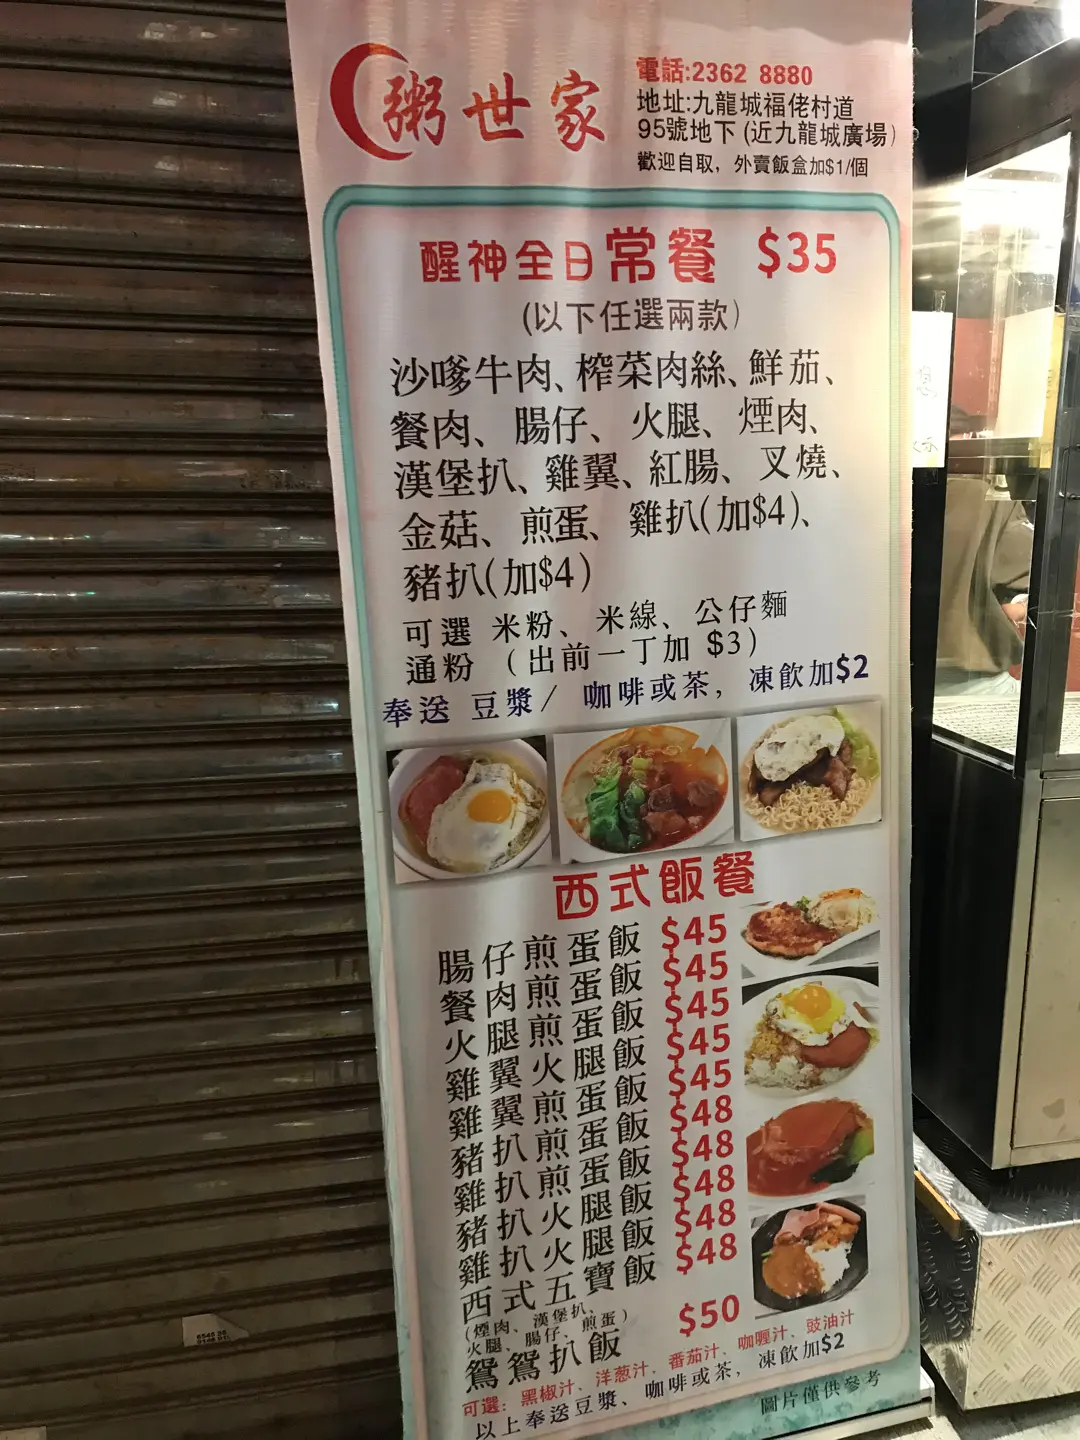 粥世家
電話:2362 8880
地址:九龍城福佬村道
95號地下 (近九龍城廣場)
歡迎自取，外賣飯盒加$1/個
醒神全日常餐 $35
(以下任選兩款)
沙嗲牛肉、榨菜肉絲、鮮茄、
餐肉、腸仔、火腿、煙肉、
漢堡扒、雞翼、紅腸、叉燒、
金菇、煎蛋、雞扒(加$4)、
豬扒(加$4)
可選 米粉、米線、公仔麵
通粉 (出前一丁加 $3)
奉送 豆漿/ 咖啡或茶，凍飲加$2
西式飯餐
腸仔煎蛋飯 $45
餐肉煎蛋飯 $45
火腿煎蛋飯 $45
雞翼火腿飯 $45
雞翼煎蛋飯 $45
豬扒煎蛋飯 $48
雞扒煎蛋飯 $48
豬扒火腿飯 $48
雞扒火腿飯 $48
西式五寶飯 $48
(煙肉、漢堡扒、
火腿、腸仔、煎蛋)
鴛鴦扒飯 $50
可選：黑椒汁、洋葱汁、番茄汁、咖喱汁、豉油汁
以上奉送豆漿、咖啡或茶，凍飲加$2
圖片僅供參考